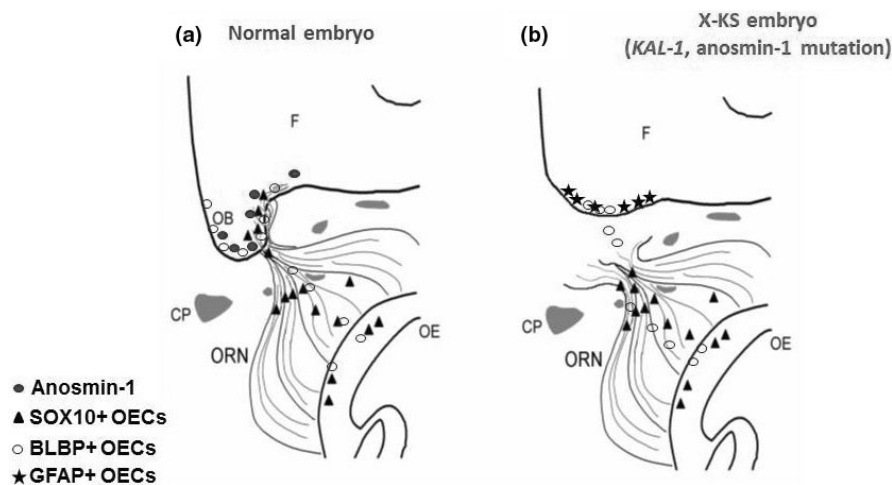 (a)
Normal embryo
F
OB
CP
ORN
OE
(b)
X-KS embryo
(KAL-1, anosmin-1 mutation)
F
CP
ORN
OE
Anosmin-1
SOX10+ OECs
BLBP+ OECs
GFAP+ OECs